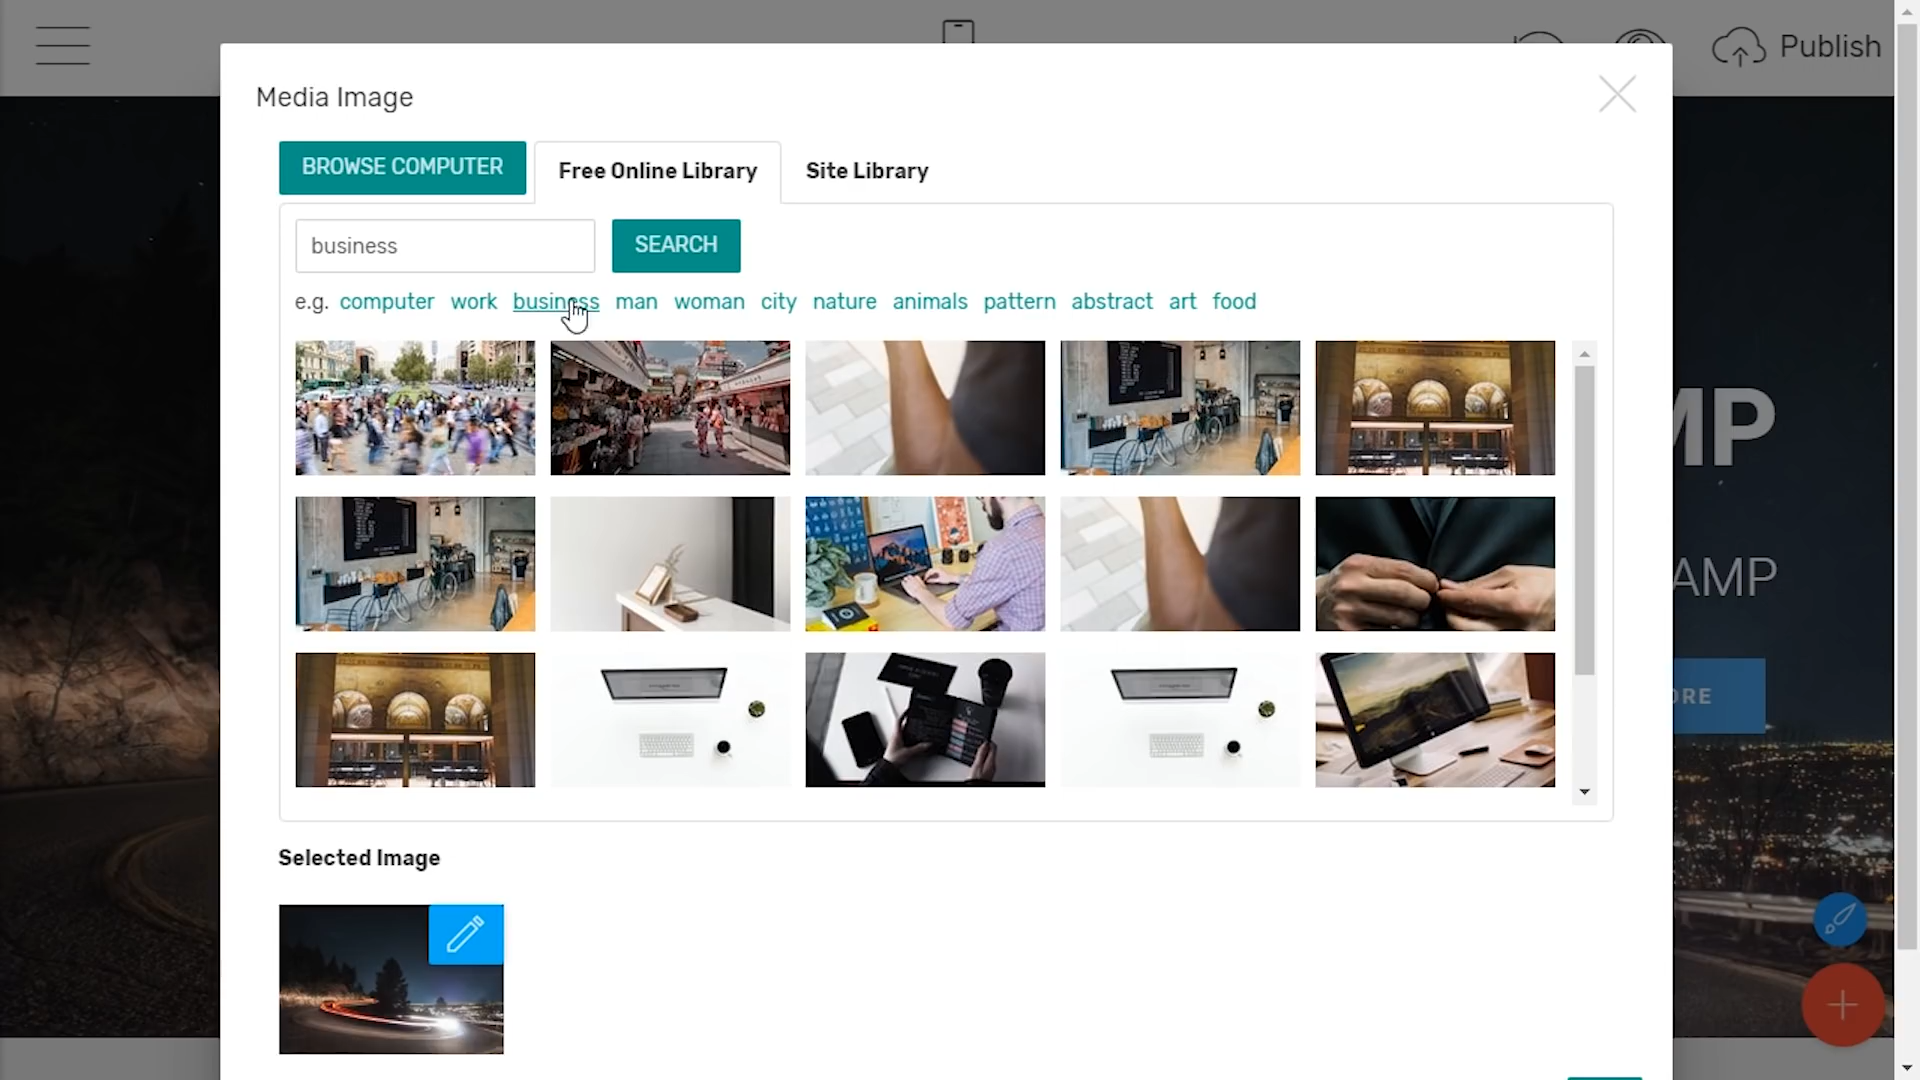 Publish
Media Image
BROWSE COMPUTER Free Online Library Site Library
business SEARCH
e.g. computer work business man woman city nature animals pattern abstract art food
MP
AMP
ORE
Selected Image